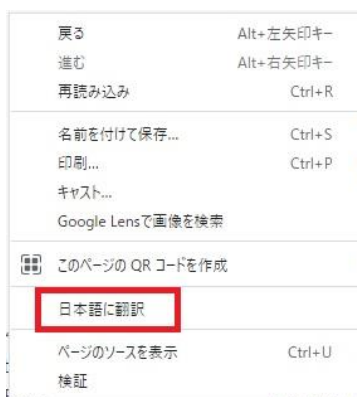 戻る Alt+左矢印キー
進む Alt+右矢印キー
再読み込み Ctrl+R
名前を付けて保存... Ctrl+S
印刷... Ctrl+P
キャスト...
Google Lensで画像を検索
このページの QR コードを作成
日本語に翻訳
ページのソースを表示 Ctrl+U
検証